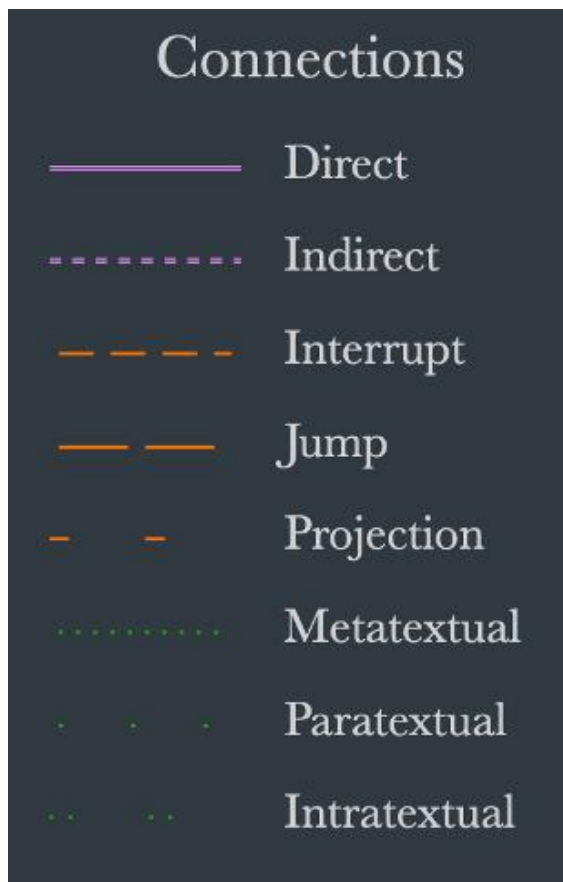 Connections
Direct
Indirect
Interrupt
Jump
Projection
Metatextual
Paratextual
Intratextual